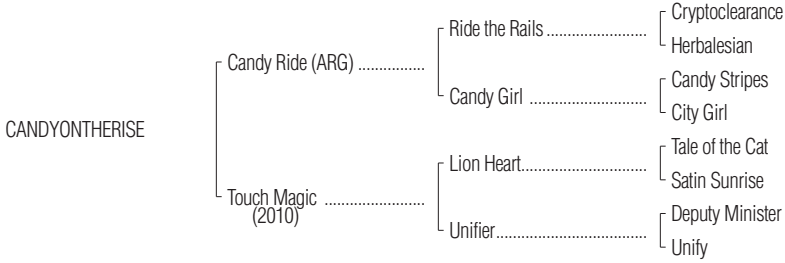 Cryptoclearance
Ride the Rails ........................
Herbalesian
Candy Ride (ARG) ................
Candy Stripes
Candy Girl ...........................
City Girl
CANDYONTHERISE
Tale of the Cat
Lion Heart.............................
Satin Sunrise
Touch Magic ........................
(2010)
Deputy Minister
Unifier...................................
Unify